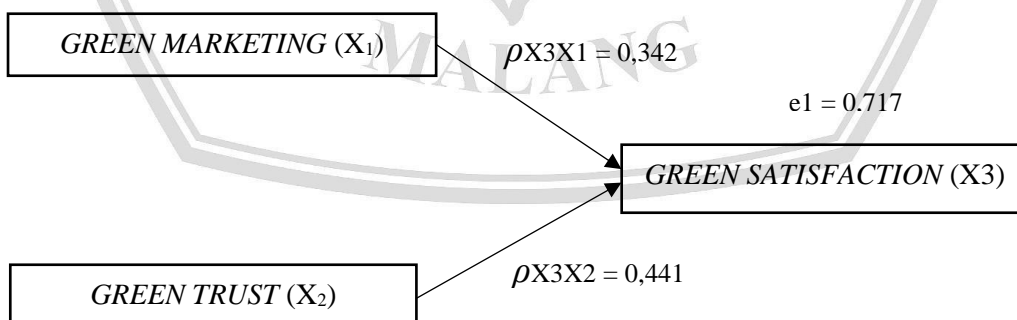 GREEN MARKETING (X₁)
ρX3X1 = 0,342
MALANG
e1 = 0.717
GREEN SATISFACTION (X3)
ρX3X2 = 0,441
GREEN TRUST (X₂)